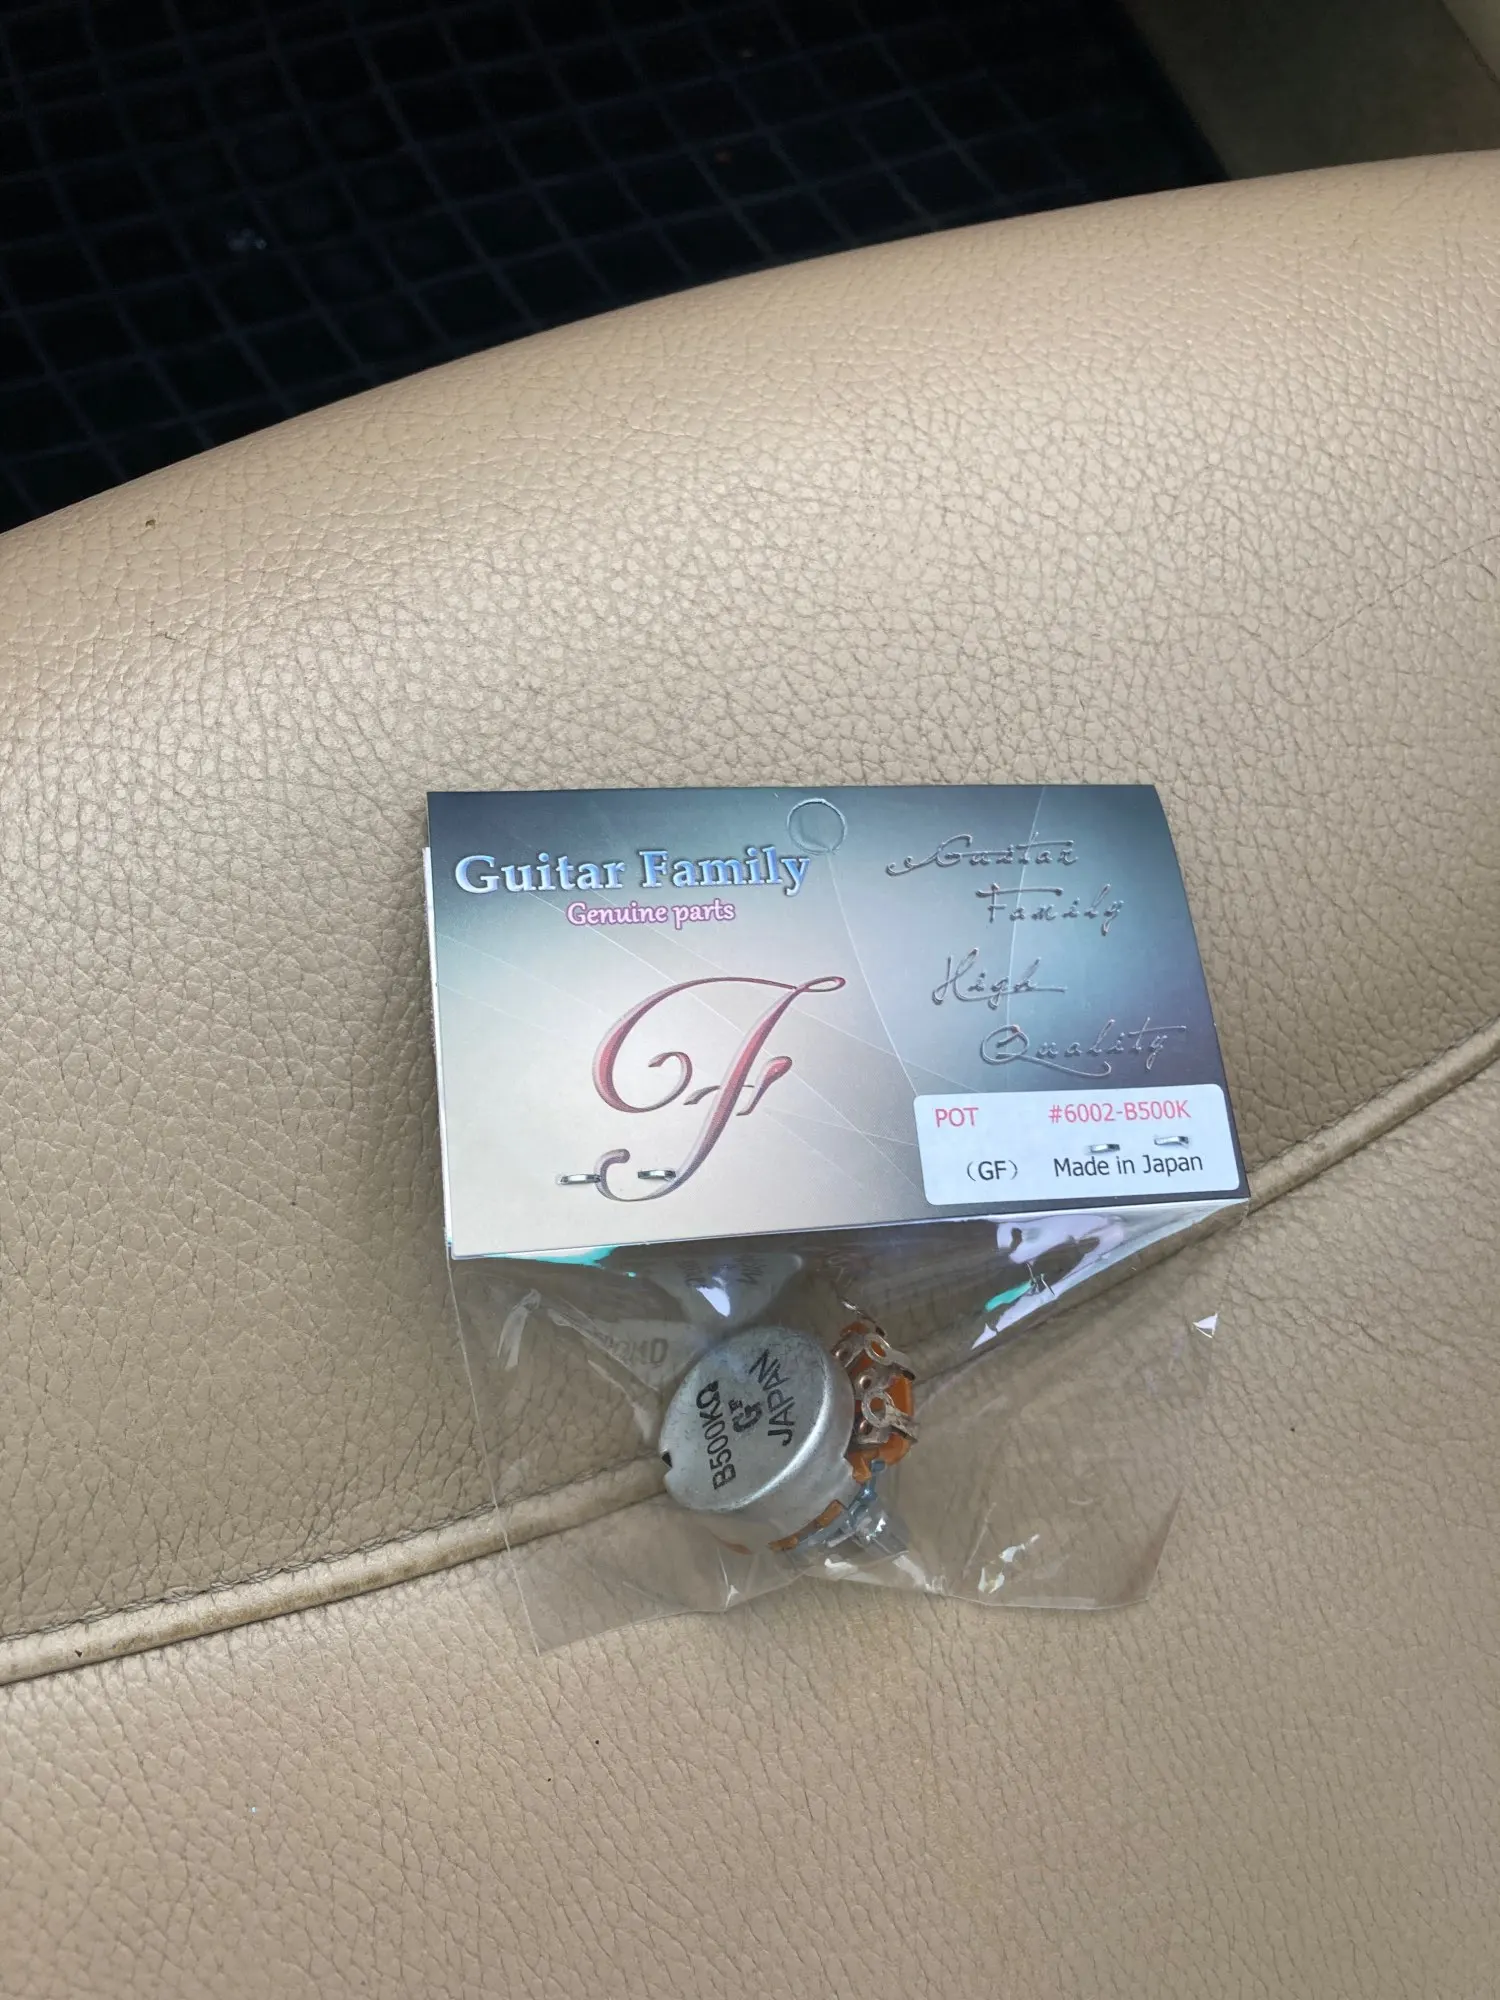 Guitar Family
Genuine parts
Guitar
Family
High
Quality
POT #6002-B500K
(GF) Made in Japan
B500KΩ
GF
JAPAN